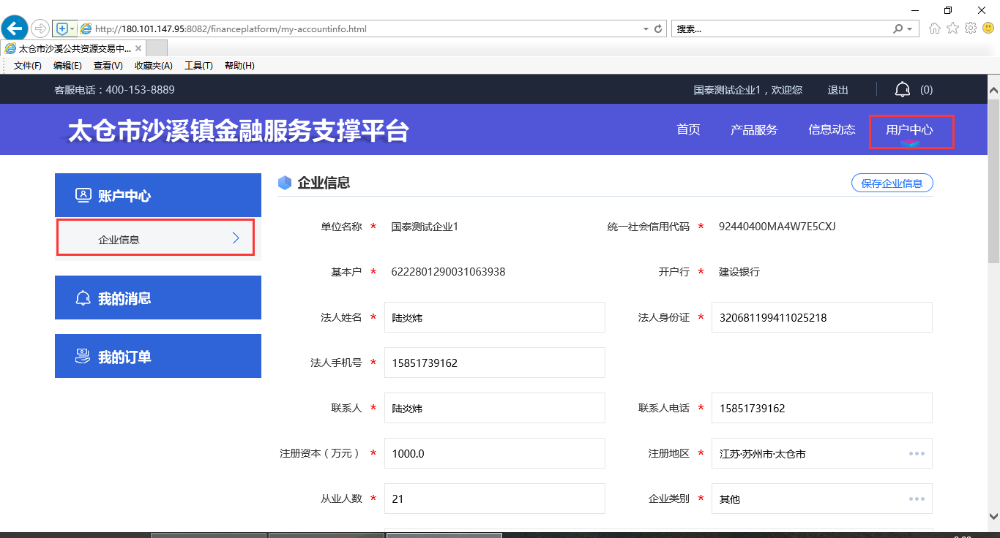 http://180.101.147.95:8082/financeplatform/my-accountinfo.html
搜索...
太仓市沙溪公共资源交易中...
文件(F) 编辑(E) 查看(V) 收藏夹(A) 工具(T) 帮助(H)
客服电话：400-153-8889 国泰测试企业1，欢迎您 退出 (0)
太仓市沙溪镇金融服务支撑平台 首页 产品服务 信息动态 用户中心
账户中心
企业信息
我的消息
我的订单
企业信息 保存企业信息
单位名称 * 国泰测试企业1 统一社会信用代码 * 92440400MA4W7E5CXJ
基本户 * 6222801290031063938 开户行 * 建设银行
法人姓名 * 陆炎炜 法人身份证 * 320681199411025218
法人手机号 * 15851739162
联系人 * 陆炎炜 联系人电话 * 15851739162
注册资本（万元） * 1000.0 注册地区 * 江苏·苏州市·太仓市
从业人数 * 21 企业类别 * 其他